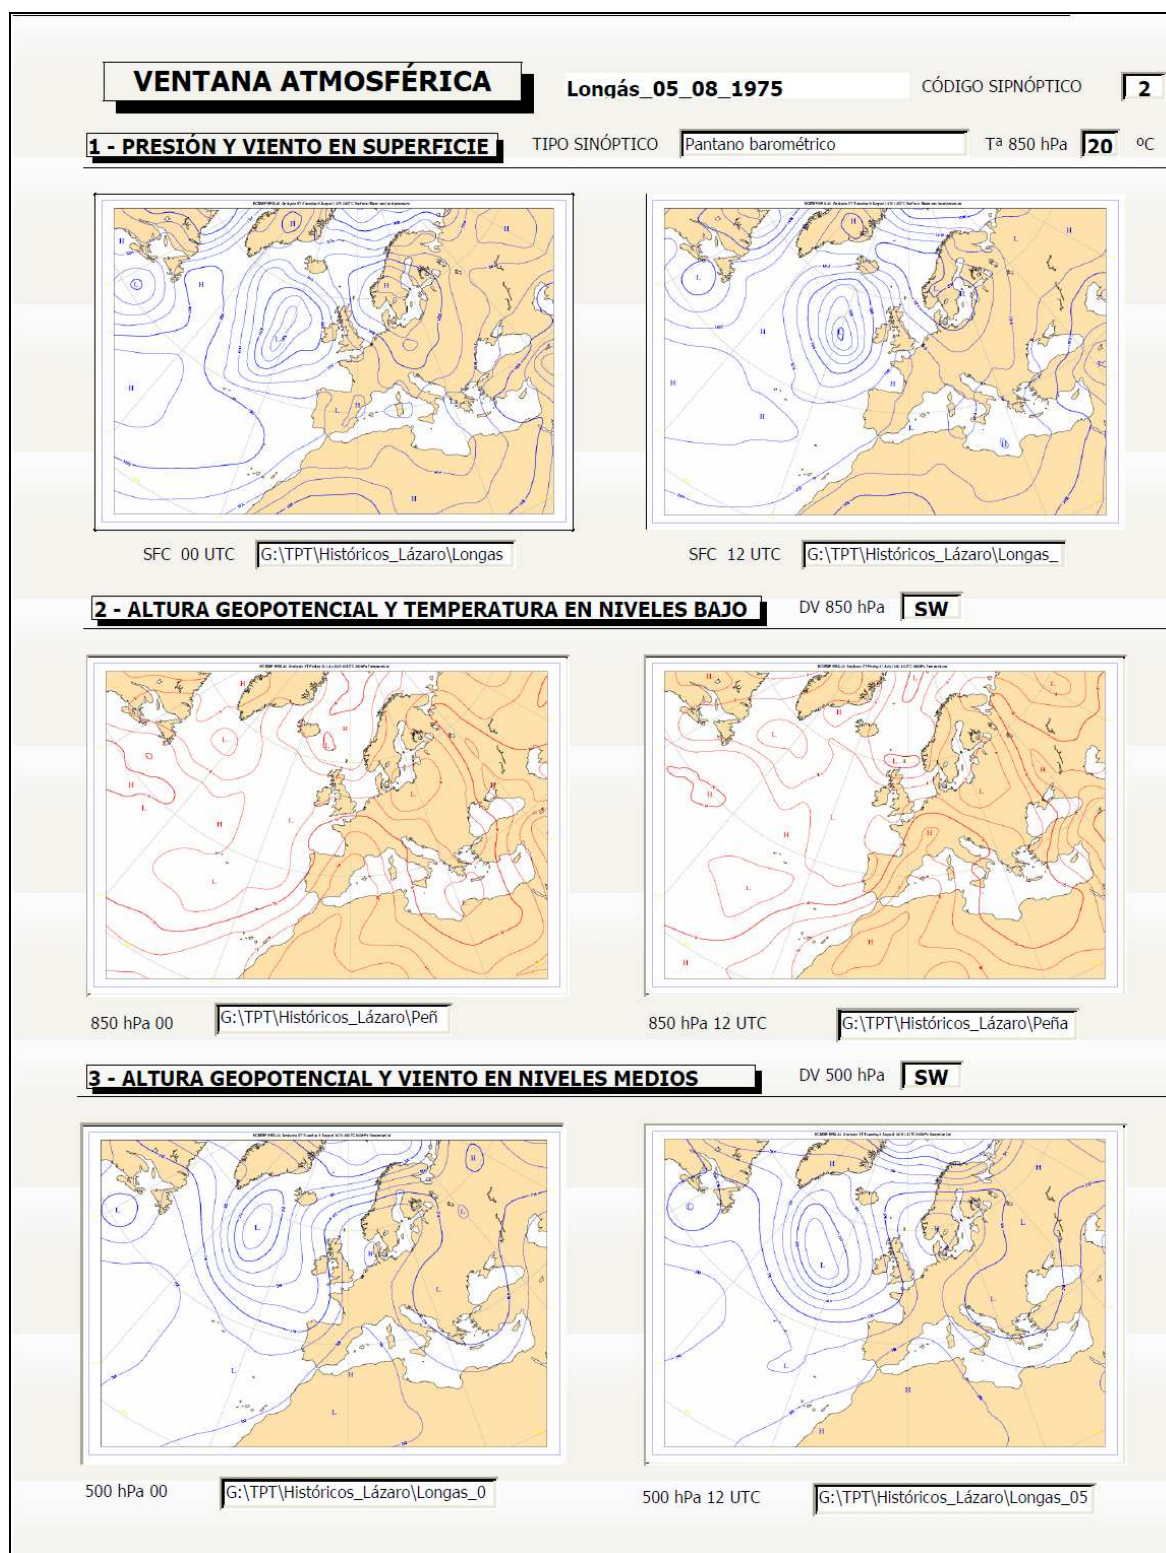 VENTANA ATMOSFÉRICA
Longás_05_08_1975
CÓDIGO SIPNÓPTICO 2
1 - PRESIÓN Y VIENTO EN SUPERFICIE
TIPO SINÓPTICO Pantano barométrico
Tª 850 hPa 20 ºC
SFC 00 UTC G:\TPT\Históricos_Lázaro\Longas
SFC 12 UTC G:\TPT\Históricos_Lázaro\Longas_
2 - ALTURA GEOPOTENCIAL Y TEMPERATURA EN NIVELES BAJO
DV 850 hPa SW
850 hPa 00 G:\TPT\Históricos_Lázaro\Peñ
850 hPa 12 UTC G:\TPT\Históricos_Lázaro\Peña
3 - ALTURA GEOPOTENCIAL Y VIENTO EN NIVELES MEDIOS
DV 500 hPa SW
500 hPa 00 G:\TPT\Históricos_Lázaro\Longas_0
500 hPa 12 UTC G:\TPT\Históricos_Lázaro\Longas_05